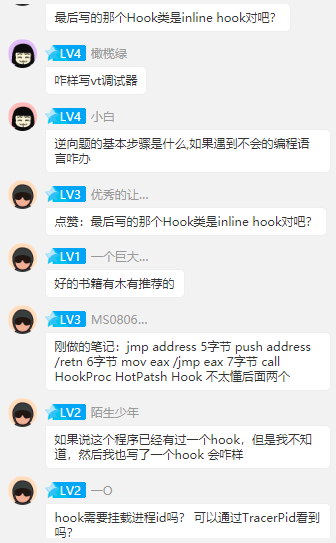 最后写的那个Hook类是inline hook对吧?
LV4 橄榄绿
咋样写vt调试器
LV4 小白
逆向题的基本步骤是什么,如果遇到不会的编程语
言咋办
LV3 优秀的让...
点赞：最后写的那个Hook类是inline hook对吧?
LV1 一个巨大...
好的书籍有木有推荐的
LV3 MS0806...
刚做的笔记：jmp address 5字节 push address
/retn 6字节 mov eax /jmp eax 7字节 call
HookProc HotPatsh Hook 不太懂后面两个
LV2 陌生少年
如果说这个程序已经有过一个hook，但是我不知
道，然后我也写了一个hook 会咋样
LV2 一O
hook需要挂载进程id吗？ 可以通过TracerPid看到
吗?